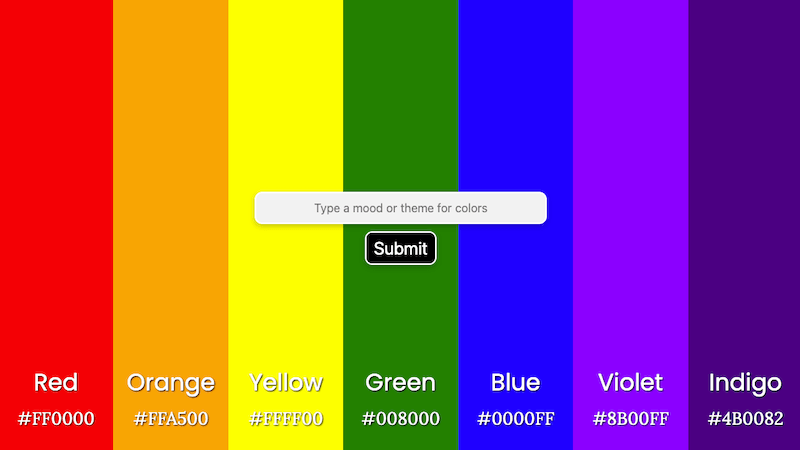 Type a mood or theme for colors
Submit
Red Orange Yellow Green Blue Violet Indigo
#FF0000 #FFA500 #FFFF00 #008000 #0000FF #8B00FF #4B0082